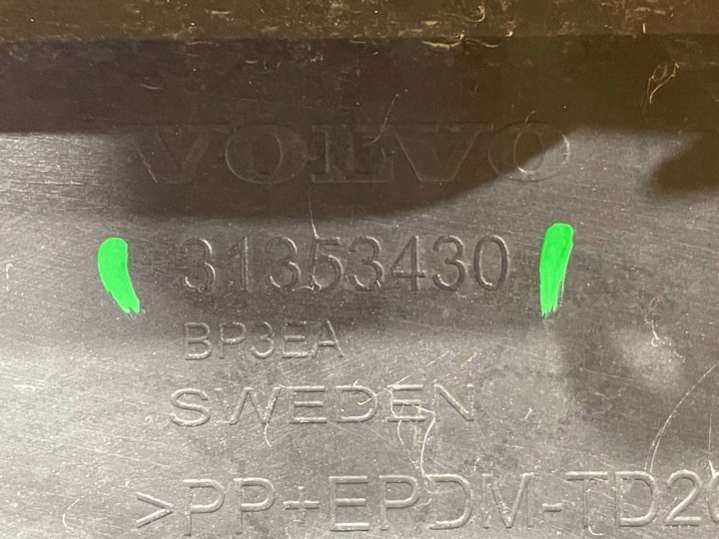 VOLVO
31353430
BP3EA
SWEDEN
>PP+EPDM-TD20